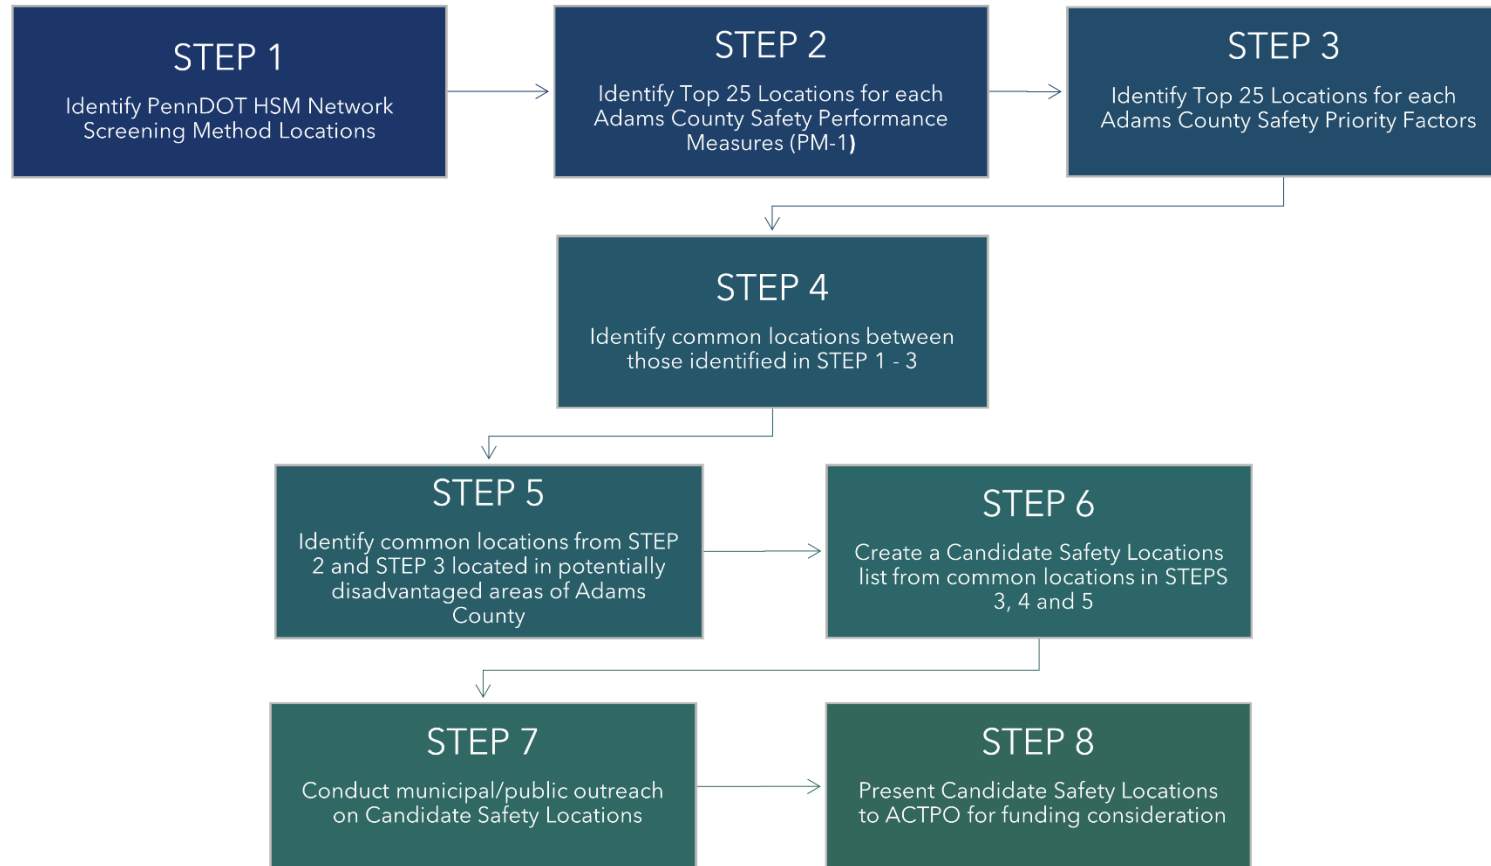 STEP 1
Identify PennDOT HSM Network
Screening Method Locations
STEP 2
Identify Top 25 Locations for each
Adams County Safety Performance
Measures (PM-1)
STEP 3
Identify Top 25 Locations for each
Adams County Safety Priority Factors
STEP 4
Identify common locations between
those identified in STEP 1 - 3
STEP 5
Identify common locations from STEP
2 and STEP 3 located in potentially
disadvantaged areas of Adams
County
STEP 6
Create a Candidate Safety Locations
list from common locations in STEPS
3, 4 and 5
STEP 7
Conduct municipal/public outreach
on Candidate Safety Locations
STEP 8
Present Candidate Safety Locations
to ACTPO for funding consideration